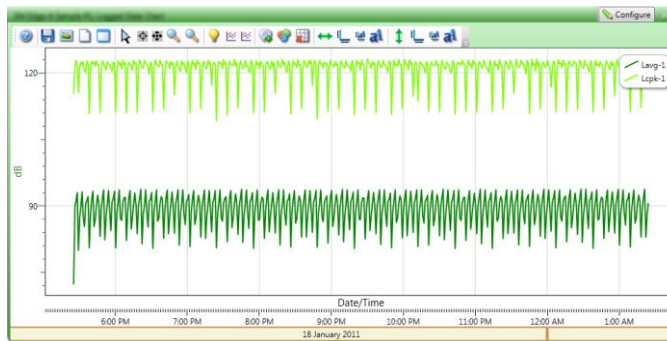 Configure
Lavg-1
Lcpk-1
120
dB
90
Date/Time
6:00 PM 7:00 PM 8:00 PM 9:00 PM 10:00 PM 11:00 PM 12:00 AM 1:00 AM
18 January 2011